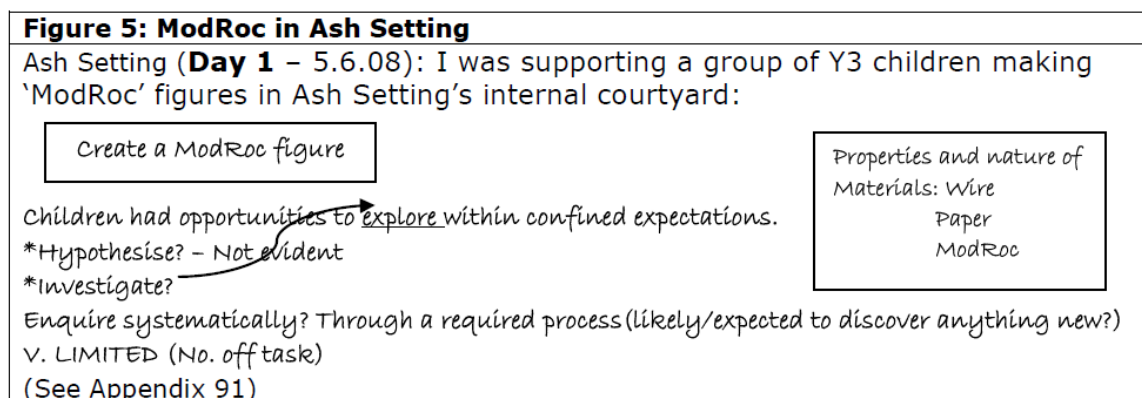 Figure 5: ModRoc in Ash Setting
Ash Setting (Day 1 – 5.6.08): I was supporting a group of Y3 children making
‘ModRoc’ figures in Ash Setting’s internal courtyard:
Create a ModRoc figure
Properties and nature of
Materials: Wire
Paper
ModRoc
Children had opportunities to explore within confined expectations.
*Hypothesise? – Not evident
*Investigate?
Enquire systematically? Through a required process (likely/expected to discover anything new?)
V. LIMITED (No. off task)
(See Appendix 91)